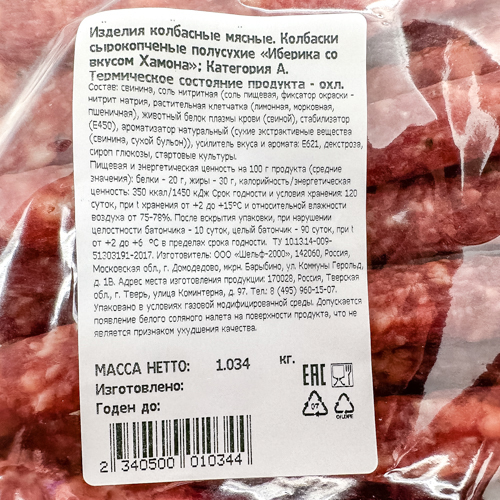 Изделия колбасные мясные. Колбаски
сырокопченые полусухие «Иберика со
вкусом Хамона»; Категория А.
Термическое состояние продукта - охл.
Состав: свинина, соль нитритная (соль пищевая, фиксатор окраски -
нитрит натрия, растительная клетчатка (лимонная, морковная,
пшеничная), животный белок плазмы крови (свиной), стабилизатор
(Е450), ароматизатор натуральный (сухие экстрактивные вещества
(свинина, сухой бульон)), усилитель вкуса и аромата: Е621, декстроза,
сироп глюкозы, стартовые культуры.
Пищевая и энергетическая ценность на 100 г продукта (средние
значения): белки - 20 г, жиры - 30 г, калорийность/энергетическая
ценность: 350 ккал/1450 кДж Срок годности и условия хранения: 120
суток, при t хранения от +2 до +15°С и относительной влажности
воздуха от 75-78%. После вскрытия упаковки, при нарушении
целостности батончика - 10 суток, целый батончик - 90 суток, при t
от +2 до +6 °С в пределах срока годности. ТУ 10.13.14-009-
51303191-2017. Изготовитель: ООО «Шельф-2000», 142060, Россия,
Московская обл., г. Домодедово, мкрн. Барыбино, ул. Коммуны Герольд,
д. 1В. Адрес места изготовления продукции: 170028, Россия, Тверская
обл., г. Тверь, улица Коминтерна, д. 97. Тел.: 8 (495) 960-15-07.
Упаковано в условиях газовой модифицированной среды. Допускается
появление белого соляного налета на поверхности продукта, что не
является признаком ухудшения качества.
МАССА НЕТТО: 1.034 кг.
Изготовлено:
Годен до:
EAC
07
2 340500 010344